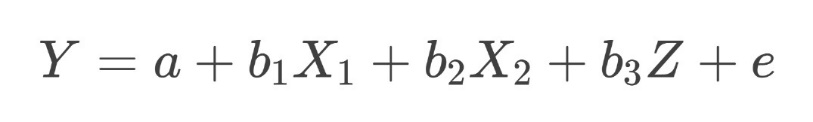 Y = a + b₁X₁ + b₂X₂ + b₃Z + e